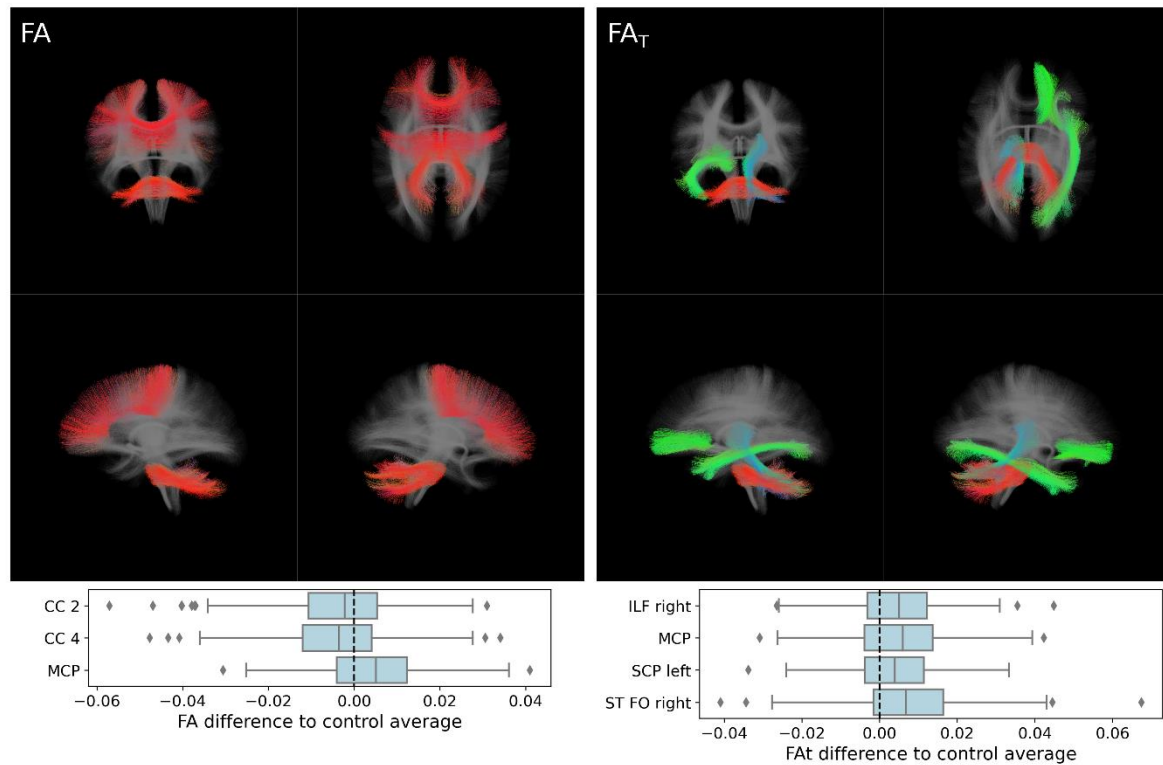 FA
FA_T
CC 2
CC 4
MCP
−0.06 −0.04 −0.02 0.00 0.02 0.04
FA difference to control average
ILF right
MCP
SCP left
ST FO right
−0.04 −0.02 0.00 0.02 0.04 0.06
FAt difference to control average